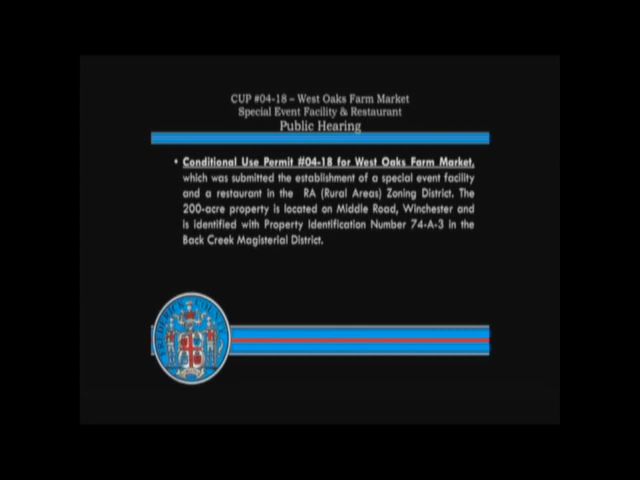 CUP #04-18 – West Oaks Farm Market
Special Event Facility & Restaurant
Public Hearing
• Conditional Use Permit #04-18 for West Oaks Farm Market,
which was submitted the establishment of a special event facility
and a restaurant in the RA (Rural Areas) Zoning District. The
200-acre property is located on Middle Road, Winchester and
is identified with Property Identification Number 74-A-3 in the
Back Creek Magisterial District.